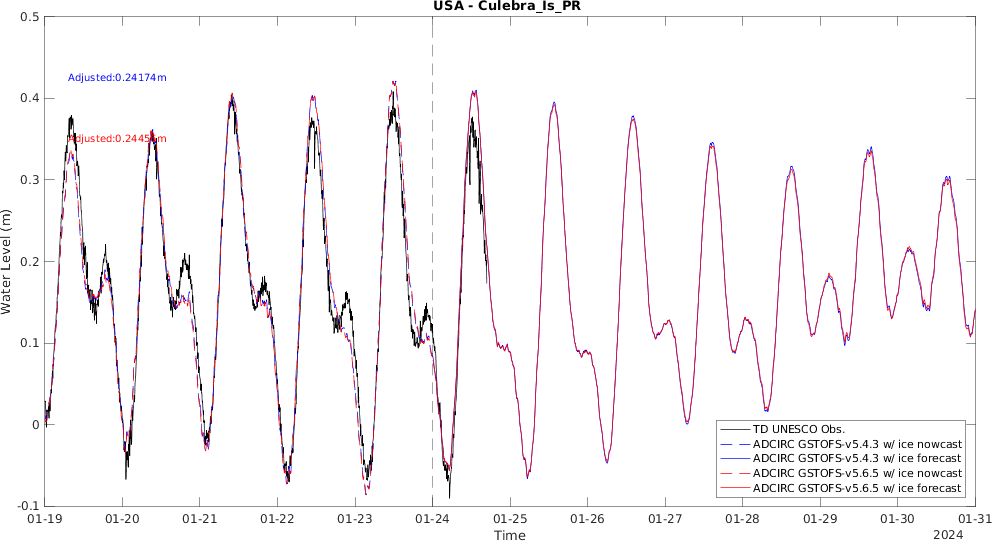 USA - Culebra_Is_PR
0.5
0.4
0.3
0.2
0.1
0
-0.1
Water Level (m)
Adjusted:0.24174m
01-19 01-20 01-21 01-22 01-23 01-24 01-25 01-26 01-27 01-28 01-29 01-30 01-31
2024
Time
TD UNESCO Obs.
ADCIRC GSTOFS-v5.4.3 w/ ice nowcast
ADCIRC GSTOFS-v5.4.3 w/ ice forecast
ADCIRC GSTOFS-v5.6.5 w/ ice nowcast
ADCIRC GSTOFS-v5.6.5 w/ ice forecast